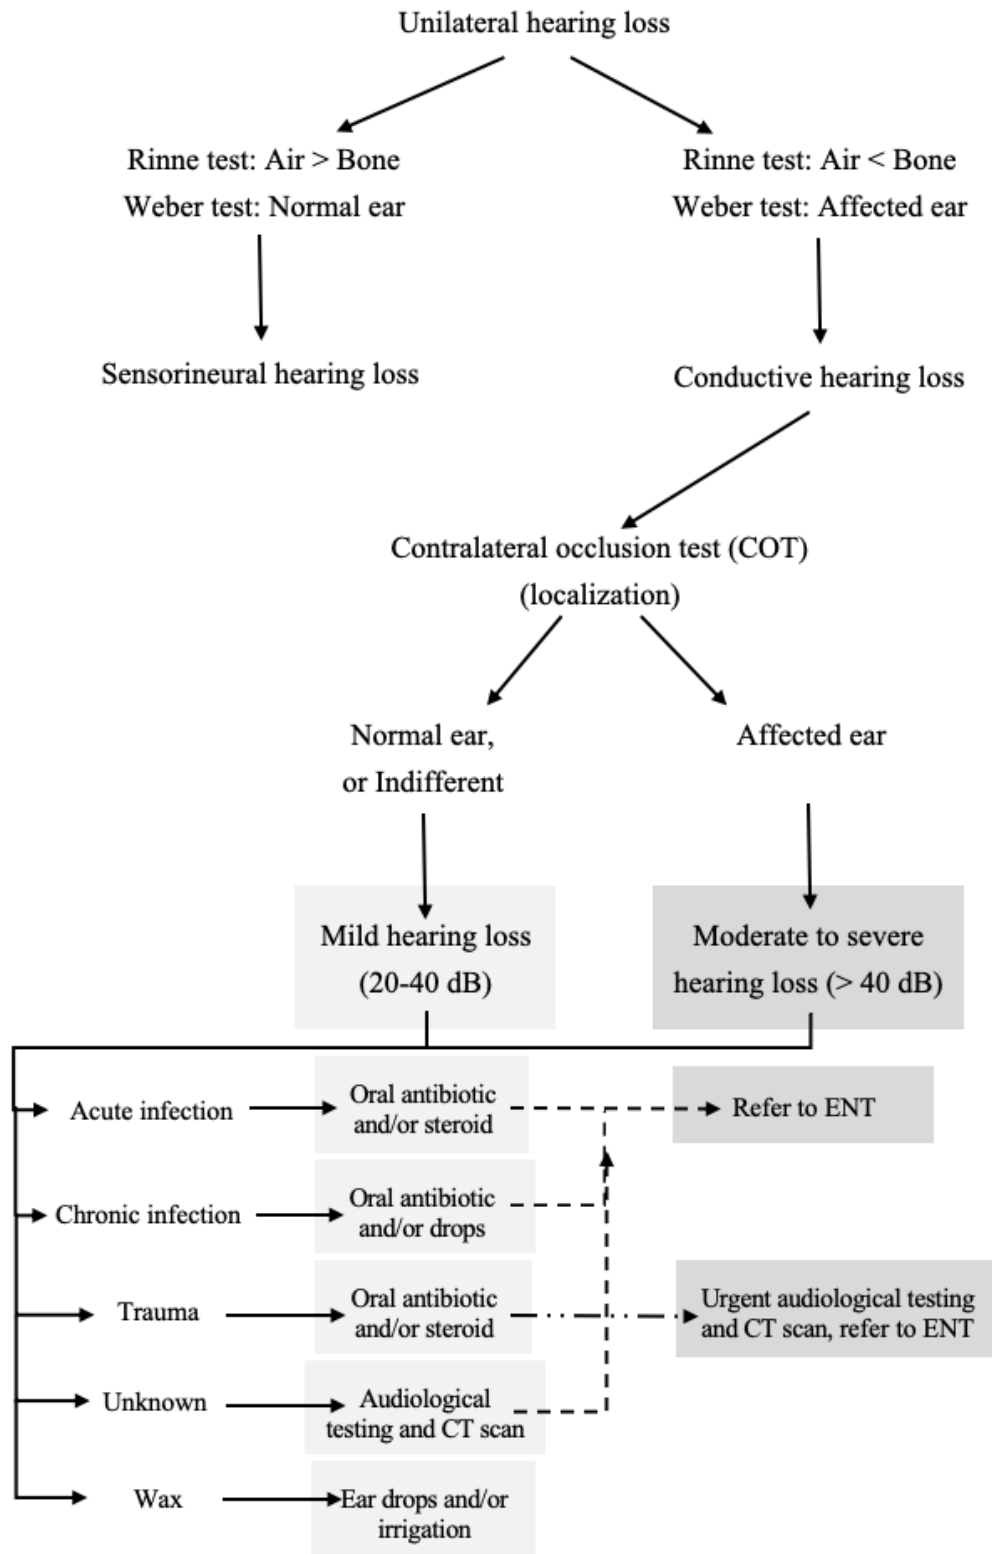 Unilateral hearing loss
Rinne test: Air > Bone
Weber test: Normal ear
Rinne test: Air < Bone
Weber test: Affected ear
Sensorineural hearing loss
Conductive hearing loss
Contralateral occlusion test (COT)
(localization)
Normal ear,
or Indifferent
Affected ear
Mild hearing loss
(20-40 dB)
Moderate to severe
hearing loss (> 40 dB)
Acute infection
Oral antibiotic
and/or steroid
Refer to ENT
Chronic infection
Oral antibiotic
and/or drops
Trauma
Oral antibiotic
and/or steroid
Urgent audiological testing
and CT scan, refer to ENT
Unknown
Audiological
testing and CT scan
Wax
Ear drops and/or
irrigation